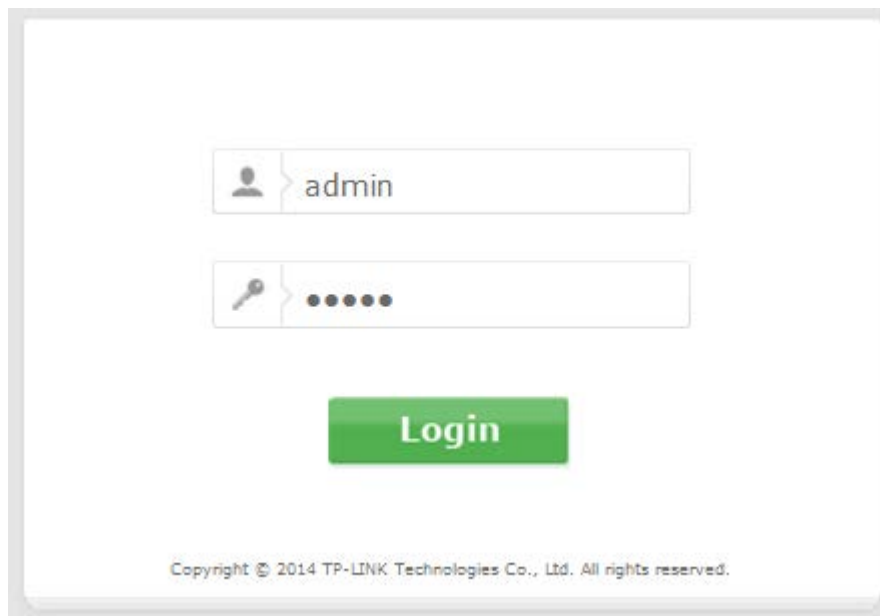 admin
●●●●●
Login
Copyright © 2014 TP-LINK Technologies Co., Ltd. All rights reserved.